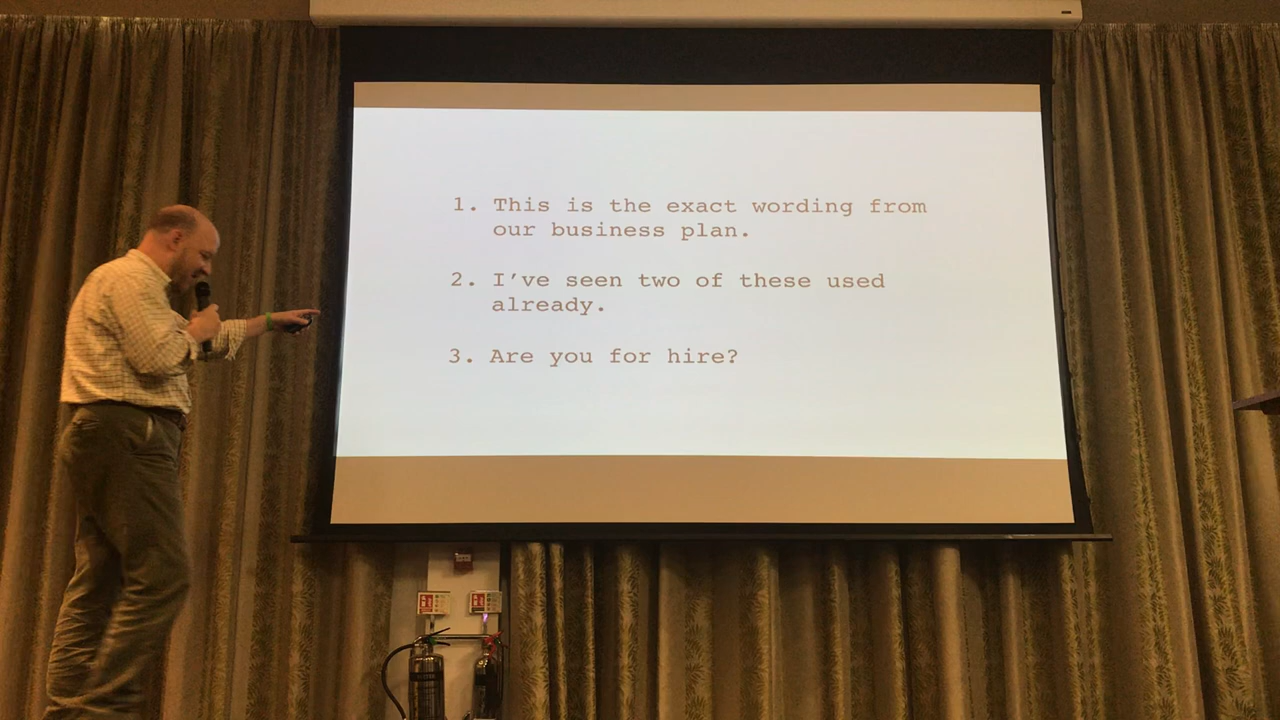 1. This is the exact wording from
our business plan.
2. I've seen two of these used
already.
3. Are you for hire?